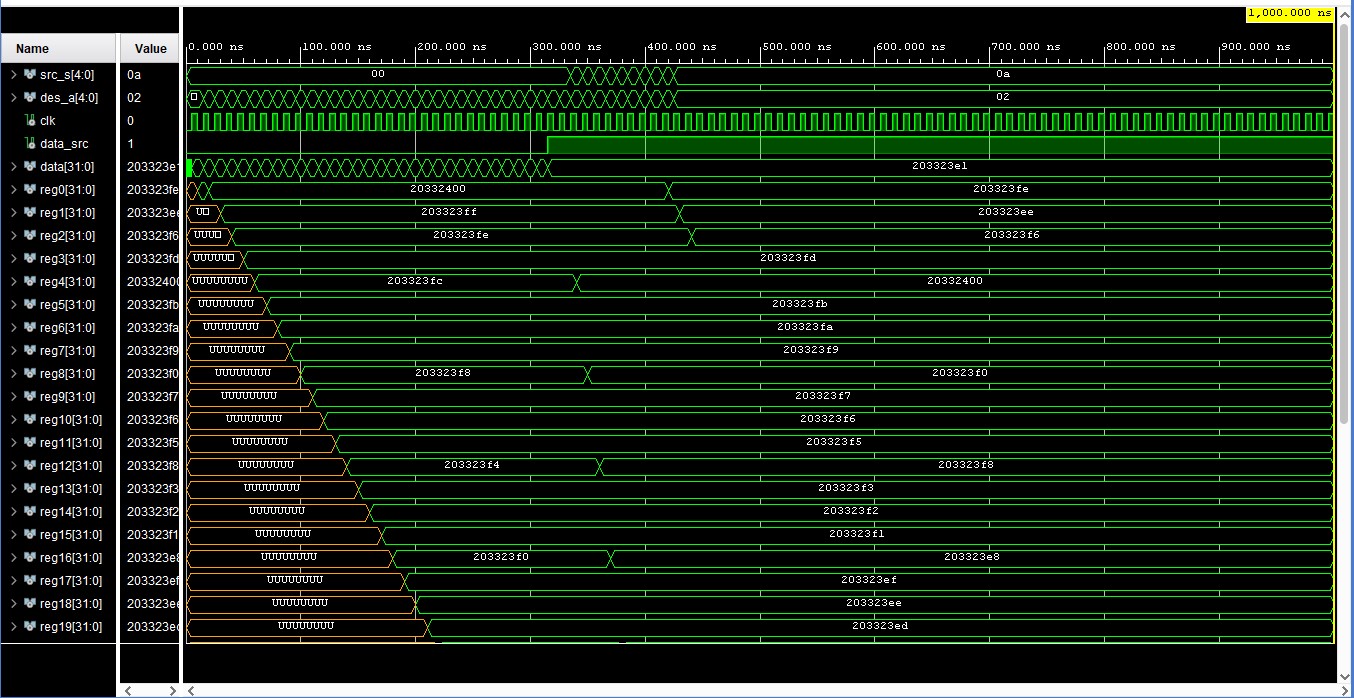 1,000.000 ns
Name Value 0.000 ns 100.000 ns 200.000 ns 300.000 ns 400.000 ns 500.000 ns 600.000 ns 700.000 ns 800.000 ns 900.000 ns
src_s[4:0] 0a 00 0a
des_a[4:0] 02 02
clk 0
data_src 1
data[31:0] 203323e1 203323e1
reg0[31:0] 203323fe 20332400 203323fe
reg1[31:0] 203323ee U 203323ff 203323ee
reg2[31:0] 203323f6 UUU 203323fe 203323f6
reg3[31:0] 203323fd UUUUU 203323fd
reg4[31:0] 20332400 UUUUUUUU 203323fc 20332400
reg5[31:0] 203323fb UUUUUUUU 203323fb
reg6[31:0] 203323fa UUUUUUUU 203323fa
reg7[31:0] 203323f9 UUUUUUUU 203323f9
reg8[31:0] 203323f0 UUUUUUUU 203323f8 203323f0
reg9[31:0] 203323f7 UUUUUUUU 203323f7
reg10[31:0] 203323f6 UUUUUUUU 203323f6
reg11[31:0] 203323f5 UUUUUUUU 203323f5
reg12[31:0] 203323f8 UUUUUUUU 203323f4 203323f8
reg13[31:0] 203323f3 UUUUUUUU 203323f3
reg14[31:0] 203323f2 UUUUUUUU 203323f2
reg15[31:0] 203323f1 UUUUUUUU 203323f1
reg16[31:0] 203323e8 UUUUUUUU 203323f0 203323e8
reg17[31:0] 203323ef UUUUUUUU 203323ef
reg18[31:0] 203323ee UUUUUUUU 203323ee
reg19[31:0] 203323ed UUUUUUUU 203323ed